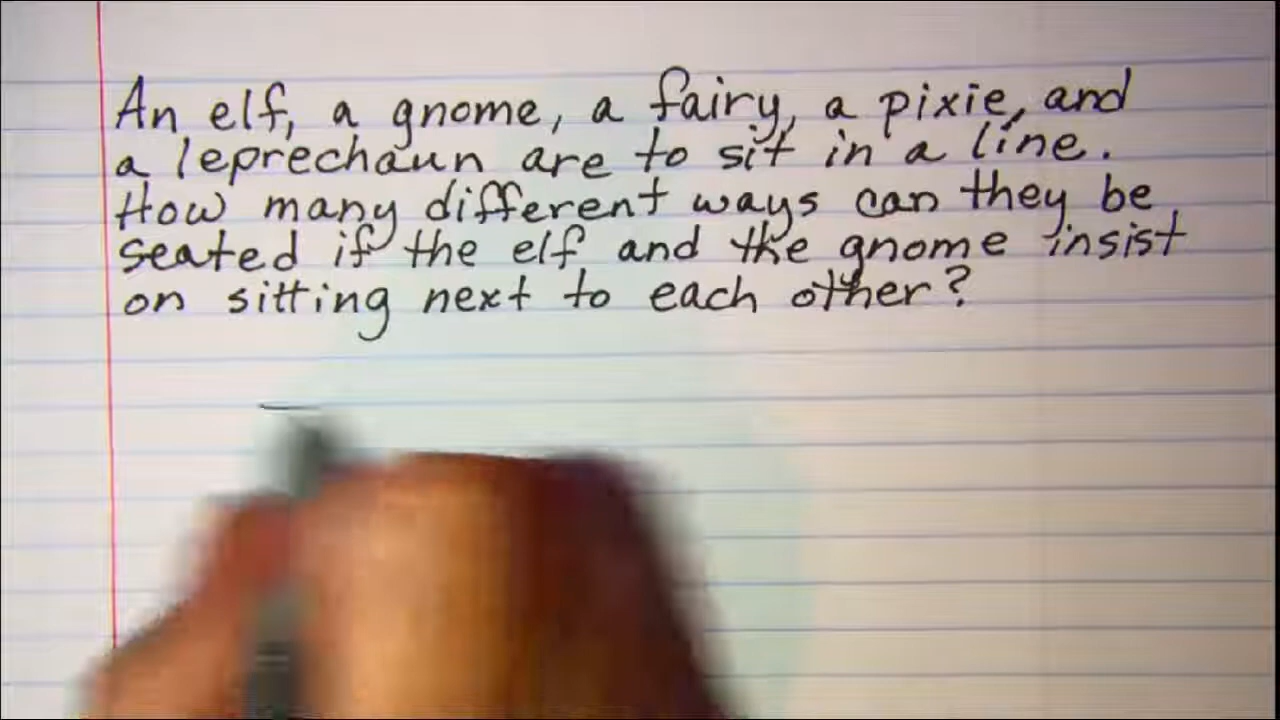 An elf, a gnome, a fairy, a pixie, and
a leprechaun are to sit in a line.
How many different ways can they be
seated if the elf and the gnome insist
on sitting next to each other?